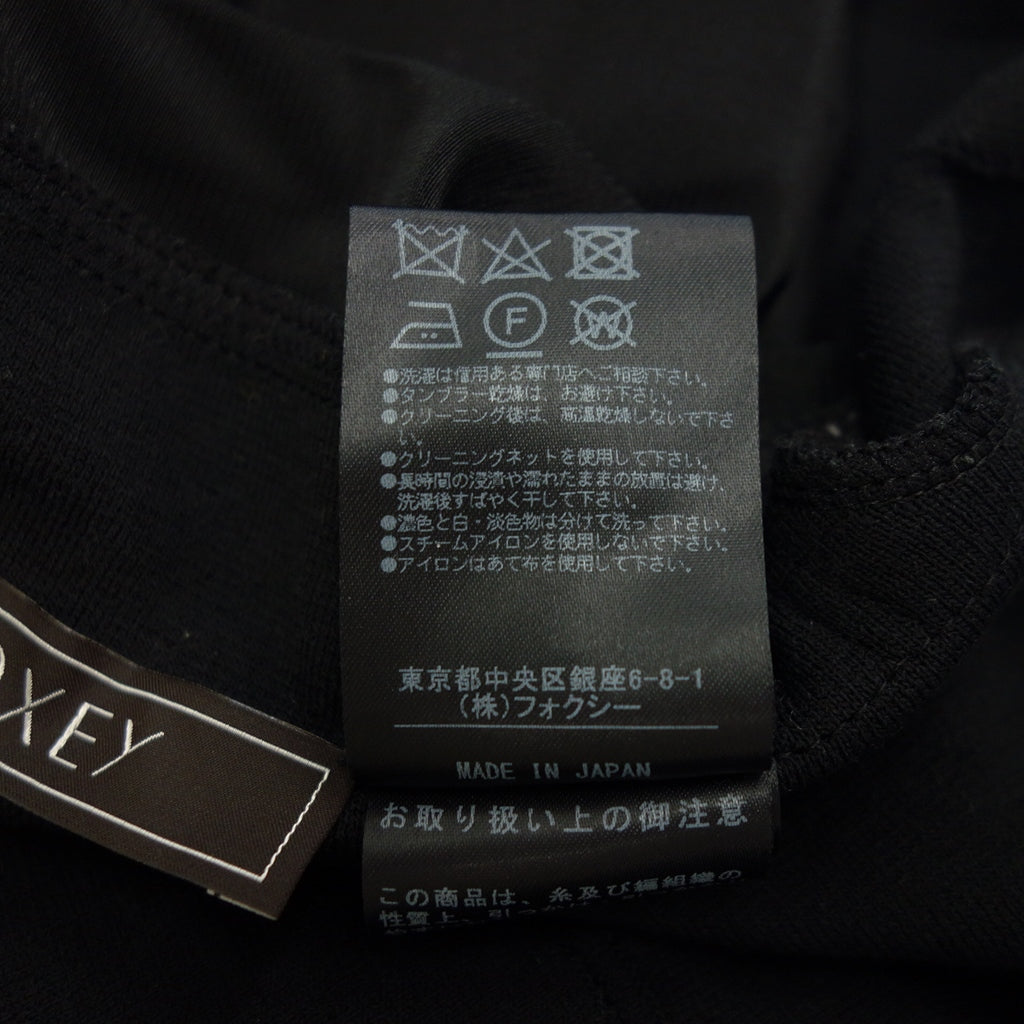 F
W
●洗濯は信用ある専門店へご相談下さい。
●タンブラー乾燥は、お避け下さい。
●クリーニング後は、高温乾燥しないで下さ
い。
●クリーニングネットを使用して下さい。
●長時間の浸漬や濡れたままの放置は避け、
洗濯後すばやく干して下さい。
●濃色と白・淡色物は分けて洗って下さい。
●スチームアイロンを使用しないで下さい。
●アイロンはあて布を使用して下さい。
東京都中央区銀座6-8-1
(株)フォクシー
MADE IN JAPAN
OXEY
お取り扱い上の御注意
この商品は、糸及び編組織の
性質上、引っ